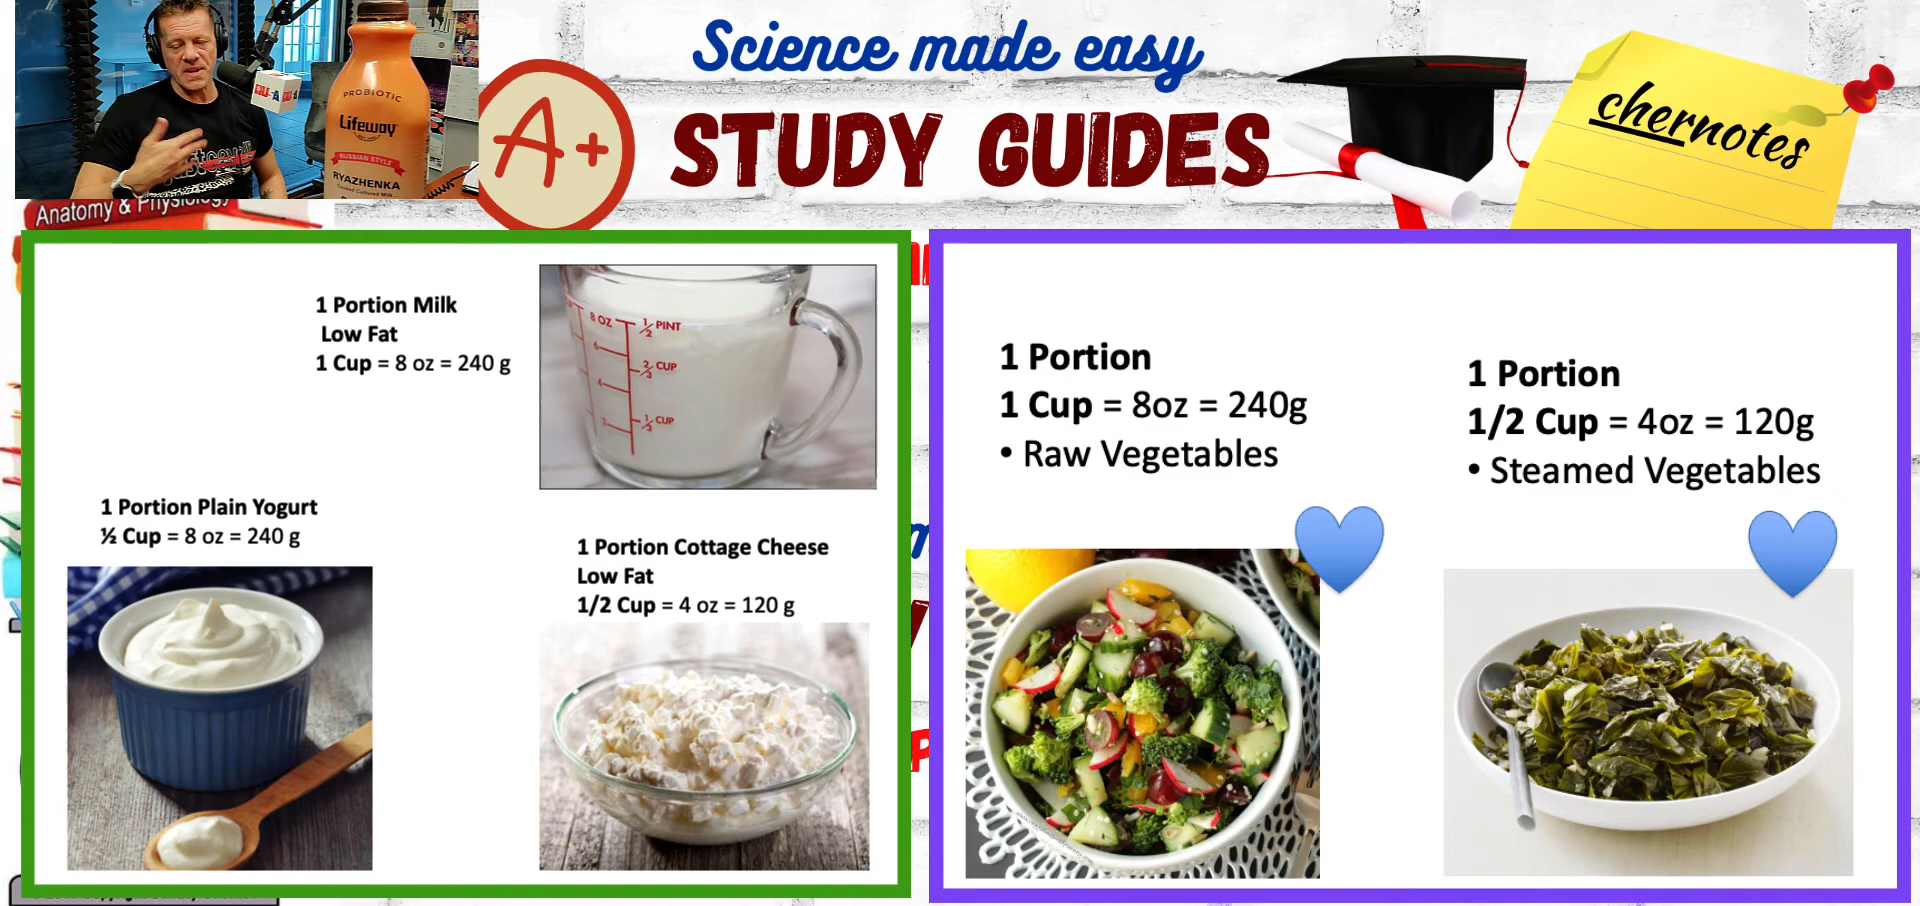 Science made easy
STUDY GUIDES
A+
chernotes
PROBIOTIC
Lifeway
RUSSIAN STYLE
RYAZHENKA
Anatomy & Physiology
1 Portion Milk
Low Fat
1 Cup = 8 oz = 240 g
8 OZ 1/2 PINT
6
2/3 CUP
4
1/3 CUP
2
1 Portion Plain Yogurt
½ Cup = 8 oz = 240 g
1 Portion Cottage Cheese
Low Fat
1/2 Cup = 4 oz = 120 g
1 Portion
1 Cup = 8oz = 240g
• Raw Vegetables
1 Portion
1/2 Cup = 4oz = 120g
• Steamed Vegetables